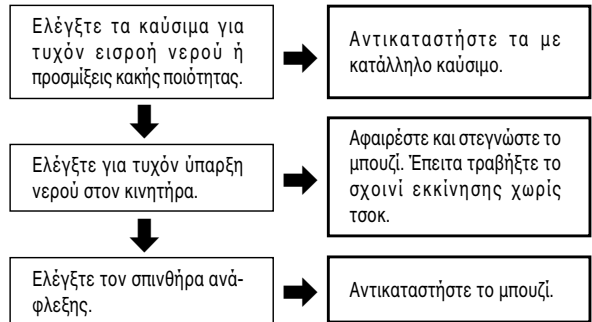 Ελέγξτε τα καύσιμα για
τυχόν εισροή νερού ή
προσμίξεις κακής ποιότητας.
Αντικαταστήστε τα με
κατάλληλο καύσιμο.
Ελέγξτε για τυχόν ύπαρξη
νερού στον κινητήρα.
Αφαιρέστε και στεγνώστε το
μπουζί. Έπειτα τραβήξτε το
σχοινί εκκίνησης χωρίς
τσοκ.
Ελέγξτε τον σπινθήρα ανά-
φλεξης.
Αντικαταστήστε το μπουζί.